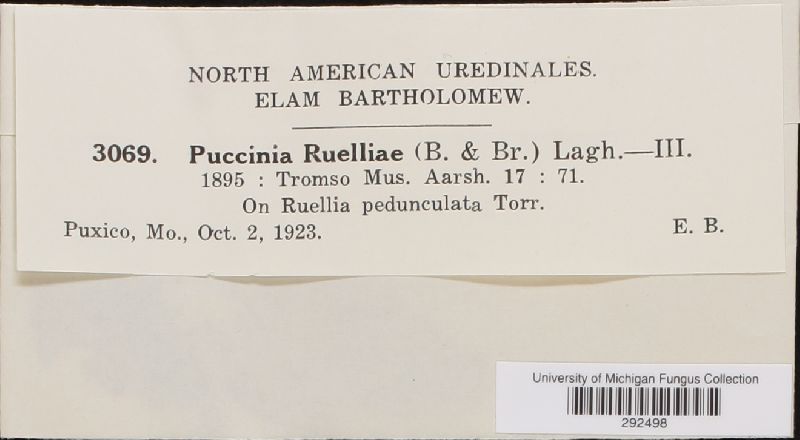 NORTH AMERICAN UREDINALES.
ELAM BARTHOLOMEW.
3069. Puccinia Ruelliae (B. & Br.) Lagh.—III.
1895 : Tromso Mus. Aarsh. 17 : 71.
On Ruellia pedunculata Torr.
Puxico, Mo., Oct. 2, 1923. E. B.
University of Michigan Fungus Collection
292498